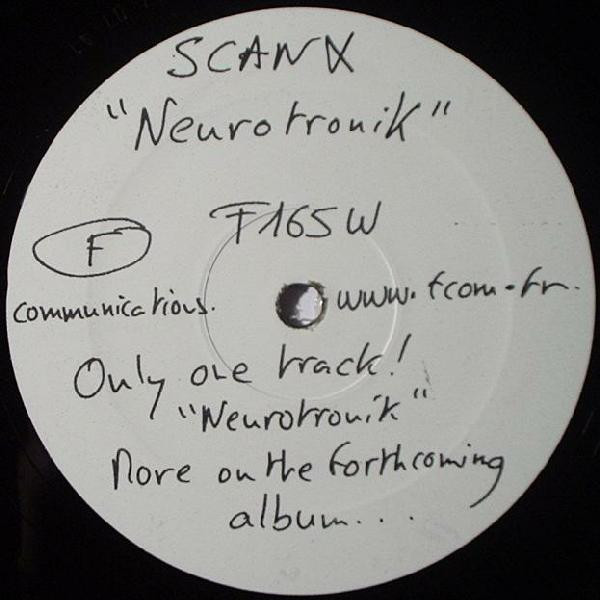 SCAN X
"Neurotronik"
F165W
F
communications.
www.fcom.fr.
Only one track!
"Neurotronik"
More on the forthcoming
album...